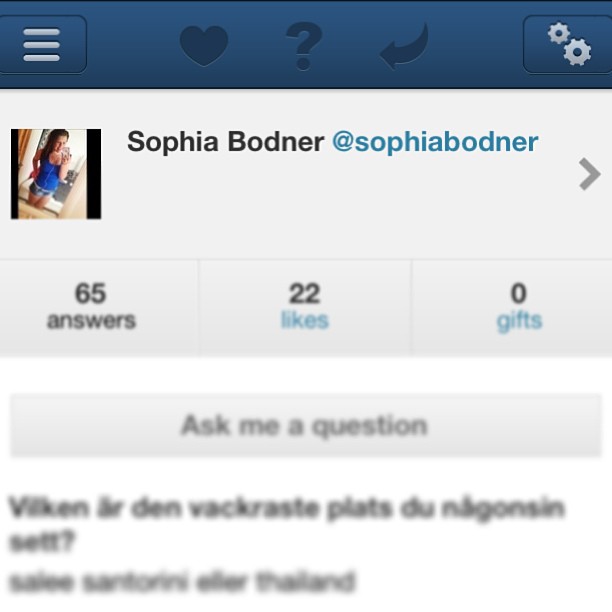 Sophia Bodner @sophiabodner
65 22 0
answers likes gifts
Ask me a question
Vilken är den vackraste plats du någonsin
sett?
salee santorini eller thailand